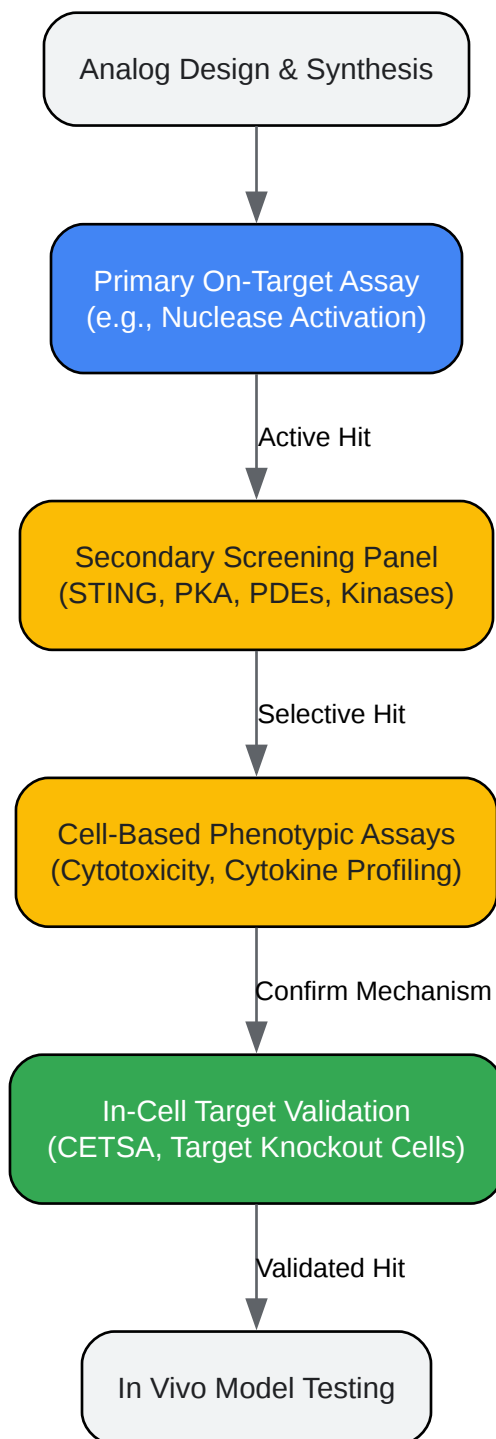 Analog Design & Synthesis
Primary On-Target Assay
(e.g., Nuclease Activation)
Active Hit
Secondary Screening Panel
(STING, PKA, PDEs, Kinases)
Selective Hit
Cell-Based Phenotypic Assays
(Cytotoxicity, Cytokine Profiling)
Confirm Mechanism
In-Cell Target Validation
(CETSA, Target Knockout Cells)
Validated Hit
In Vivo Model Testing